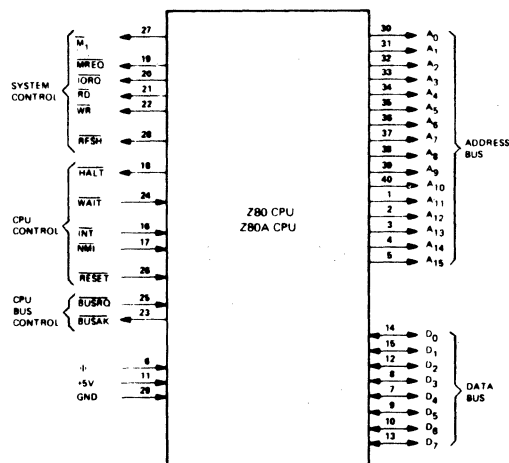 SYSTEM CONTROL
M1 27
MREQ 19
IORQ 20
RD 21
WR 22
RFSH 28
CPU CONTROL
HALT 18
WAIT 24
INT 16
NMI 17
RESET 26
CPU BUS CONTROL
BUSRQ 25
BUSAK 23
Φ 6
+5V 11
GND 29
Z80 CPU
Z80A CPU
30 A0
31 A1
32 A2
33 A3
34 A4
35 A5
36 A6
37 A7
38 A8
39 A9
40 A10
1 A11
2 A12
3 A13
4 A14
5 A15
ADDRESS BUS
14 D0
15 D1
12 D2
8 D3
7 D4
9 D5
10 D6
13 D7
DATA BUS